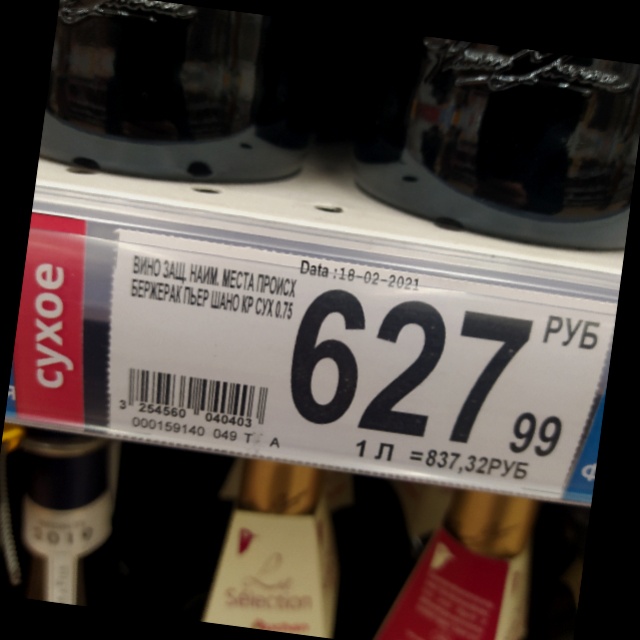 сухое
ВИНО ЗАЩ. НАИМ. МЕСТА ПРОИСХ
БЕРЖЕРАК ПЬЕР ШАНО КР СУХ 0.75
Data :18-02-2021
627
99
РУБ
1 Л =837,32РУБ
3 254560 040403
000159140 049 T A
2019
Sélection